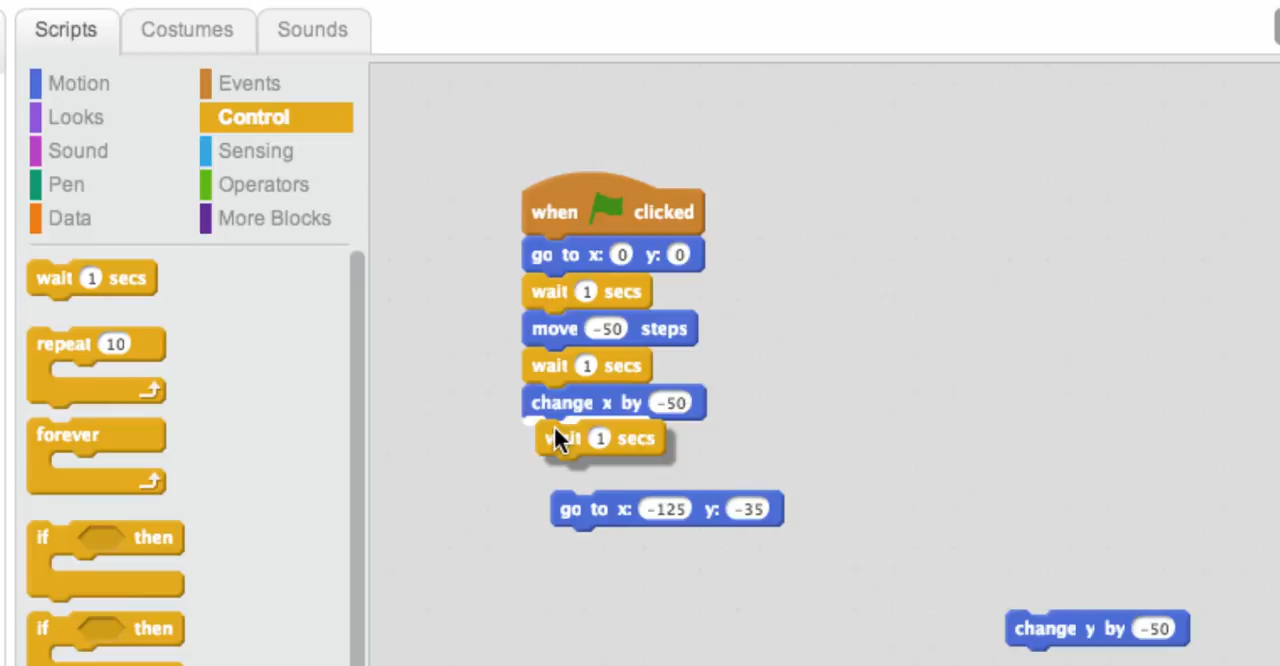 Scripts Costumes Sounds
Motion Events
Looks Control
Sound Sensing
Pen Operators
Data More Blocks
wait 1 secs
repeat 10
forever
if then
if then
when clicked
go to x: 0 y: 0
wait 1 secs
move -50 steps
wait 1 secs
change x by -50
wait 1 secs
go to x: -125 y: -35
change y by -50